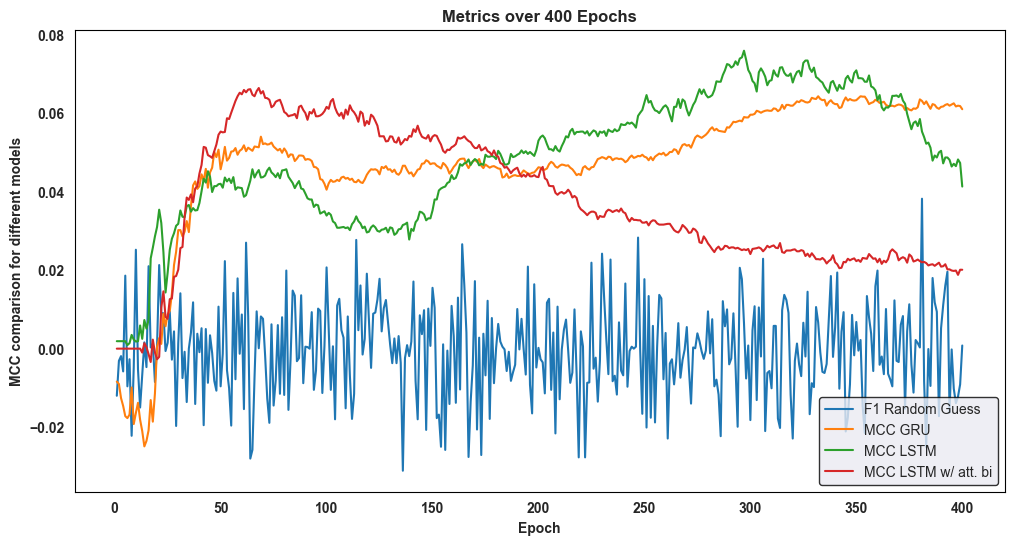 Metrics over 400 Epochs
MCC comparison for different models
0.08
0.06
0.04
0.02
0.00
−0.02
0 50 100 150 200 250 300 350 400
Epoch
F1 Random Guess
MCC GRU
MCC LSTM
MCC LSTM w/ att. bi